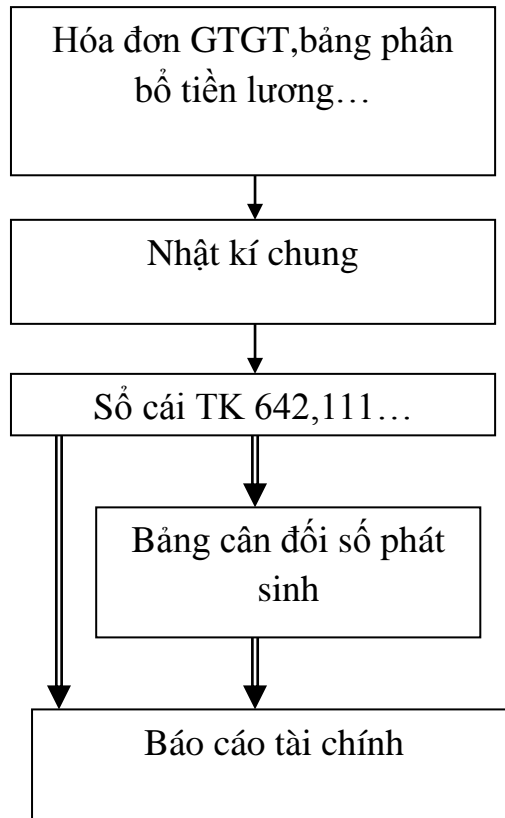 Hóa đơn GTGT,bảng phân
bổ tiền lương…
Nhật kí chung
Sổ cái TK 642,111…
Bảng cân đối số phát
sinh
Báo cáo tài chính